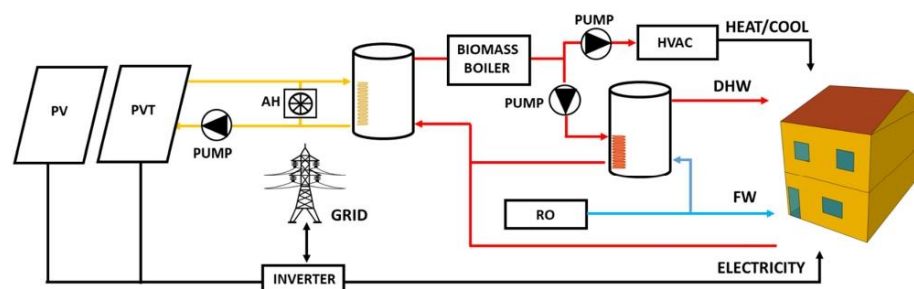 PUMP
HEAT/COOL
BIOMASS
BOILER
HVAC
PV
PVT
AH
PUMP
DHW
PUMP
GRID
RO
FW
INVERTER
ELECTRICITY